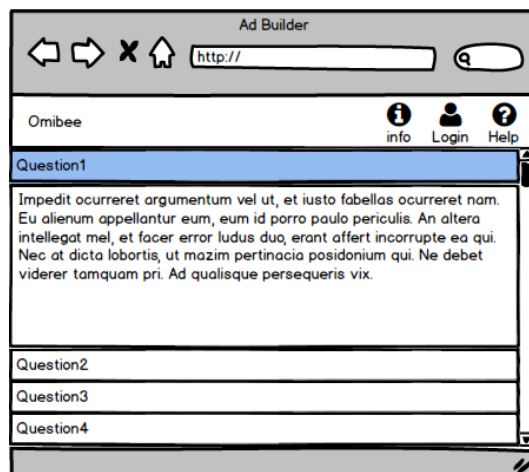 Ad Builder
http://
Omibee
info Login Help
Question1
Impedit ocurreret argumentum vel ut, et iusto fabellas ocurreret nam.
Eu alienum appellantur eum, eum id porro paulo periculis. An altera
intellegat mel, et facer error ludus duo, erant affert incorrupte ea qui.
Nec at dicta lobortis, ut mazim pertinacia posidonium qui. Ne debet
viderer tamquam pri. Ad qualisque persequeris vix.
Question2
Question3
Question4